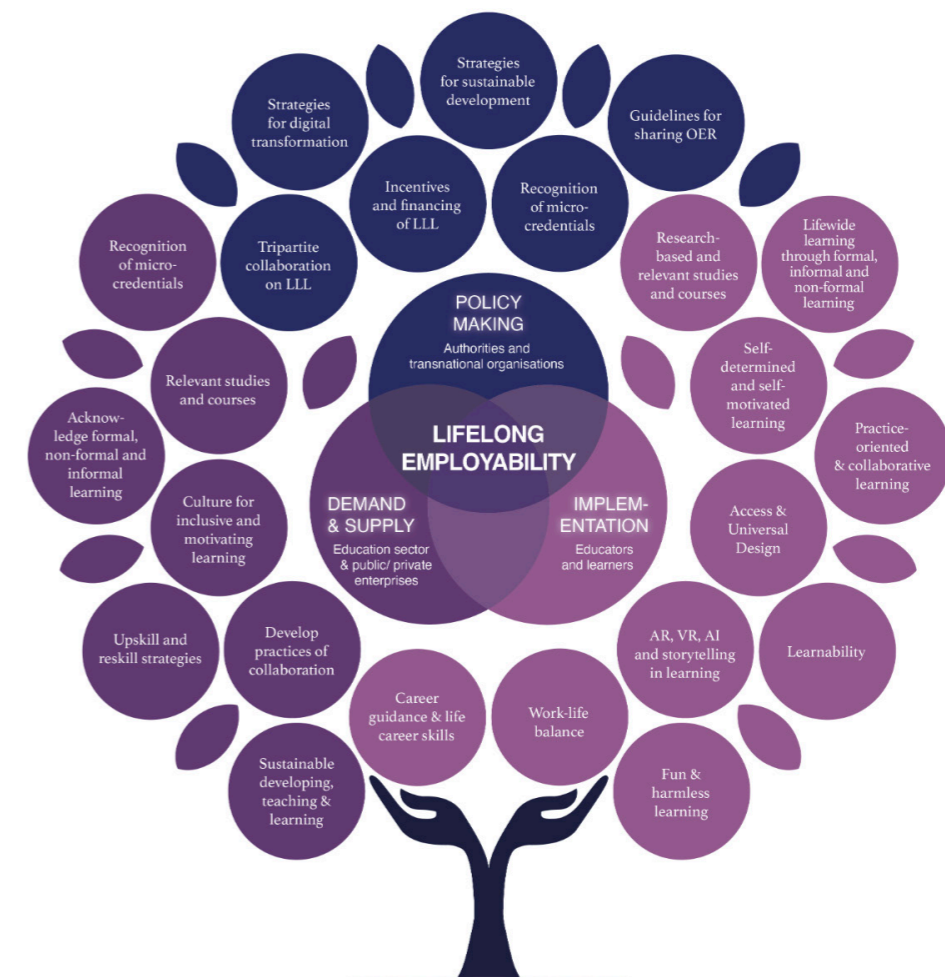 Strategies
for sustainable
development
Strategies
for digital
transformation
Guidelines for
sharing OER
Incentives
and financing
of LLL
Recognition
of micro-
credentials
Recognition
of micro-
credentials
Tripartite
collaboration
on LLL
Research-
based and
relevant studies
and courses
Lifewide
learning
through formal,
informal and
non-formal
learning
POLICY
MAKING
Authorities and
transnational organisations
Relevant studies
and courses
Self-
determined
and self-
motivated
learning
Acknow-
ledge formal,
non-formal and
informal
learning
LIFELONG
EMPLOYABILITY
Practice-
oriented
& collaborative
learning
Culture for
inclusive and
motivating
learning
DEMAND
& SUPPLY
Education sector
& public/ private
enterprises
IMPLEM-
ENTATION
Educators
and learners
Access &
Universal
Design
Upskill and
reskill strategies
Develop
practices of
collaboration
AR, VR, AI
and storytelling
in learning
Learnability
Career
guidance & life
career skills
Work-life
balance
Sustainable
developing,
teaching &
learning
Fun &
harmless
learning